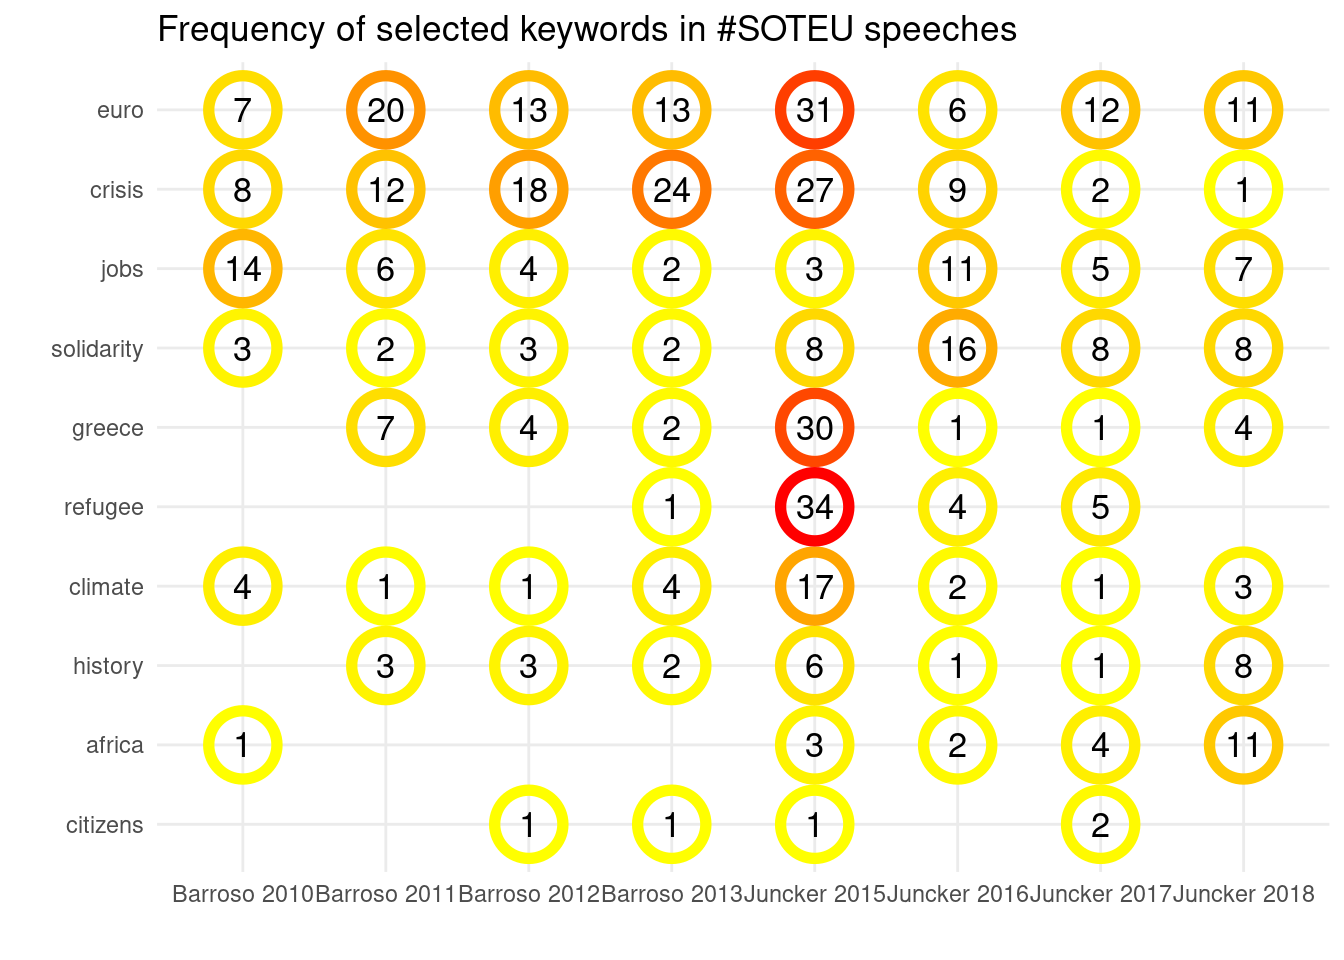 Frequency of selected keywords in #SOTEU speeches
euro 7 20 13 13 31 6 12 11
crisis 8 12 18 24 27 9 2 1
jobs 14 6 4 2 3 11 5 7
solidarity 3 2 3 2 8 16 8 8
greece 7 4 2 30 1 1 4
refugee 1 34 4 5
climate 4 1 1 4 17 2 1 3
history 3 3 2 6 1 1 8
africa 1 3 2 4 11
citizens 1 1 1 2
Barroso 2010 Barroso 2011 Barroso 2012 Barroso 2013 Juncker 2015 Juncker 2016 Juncker 2017 Juncker 2018